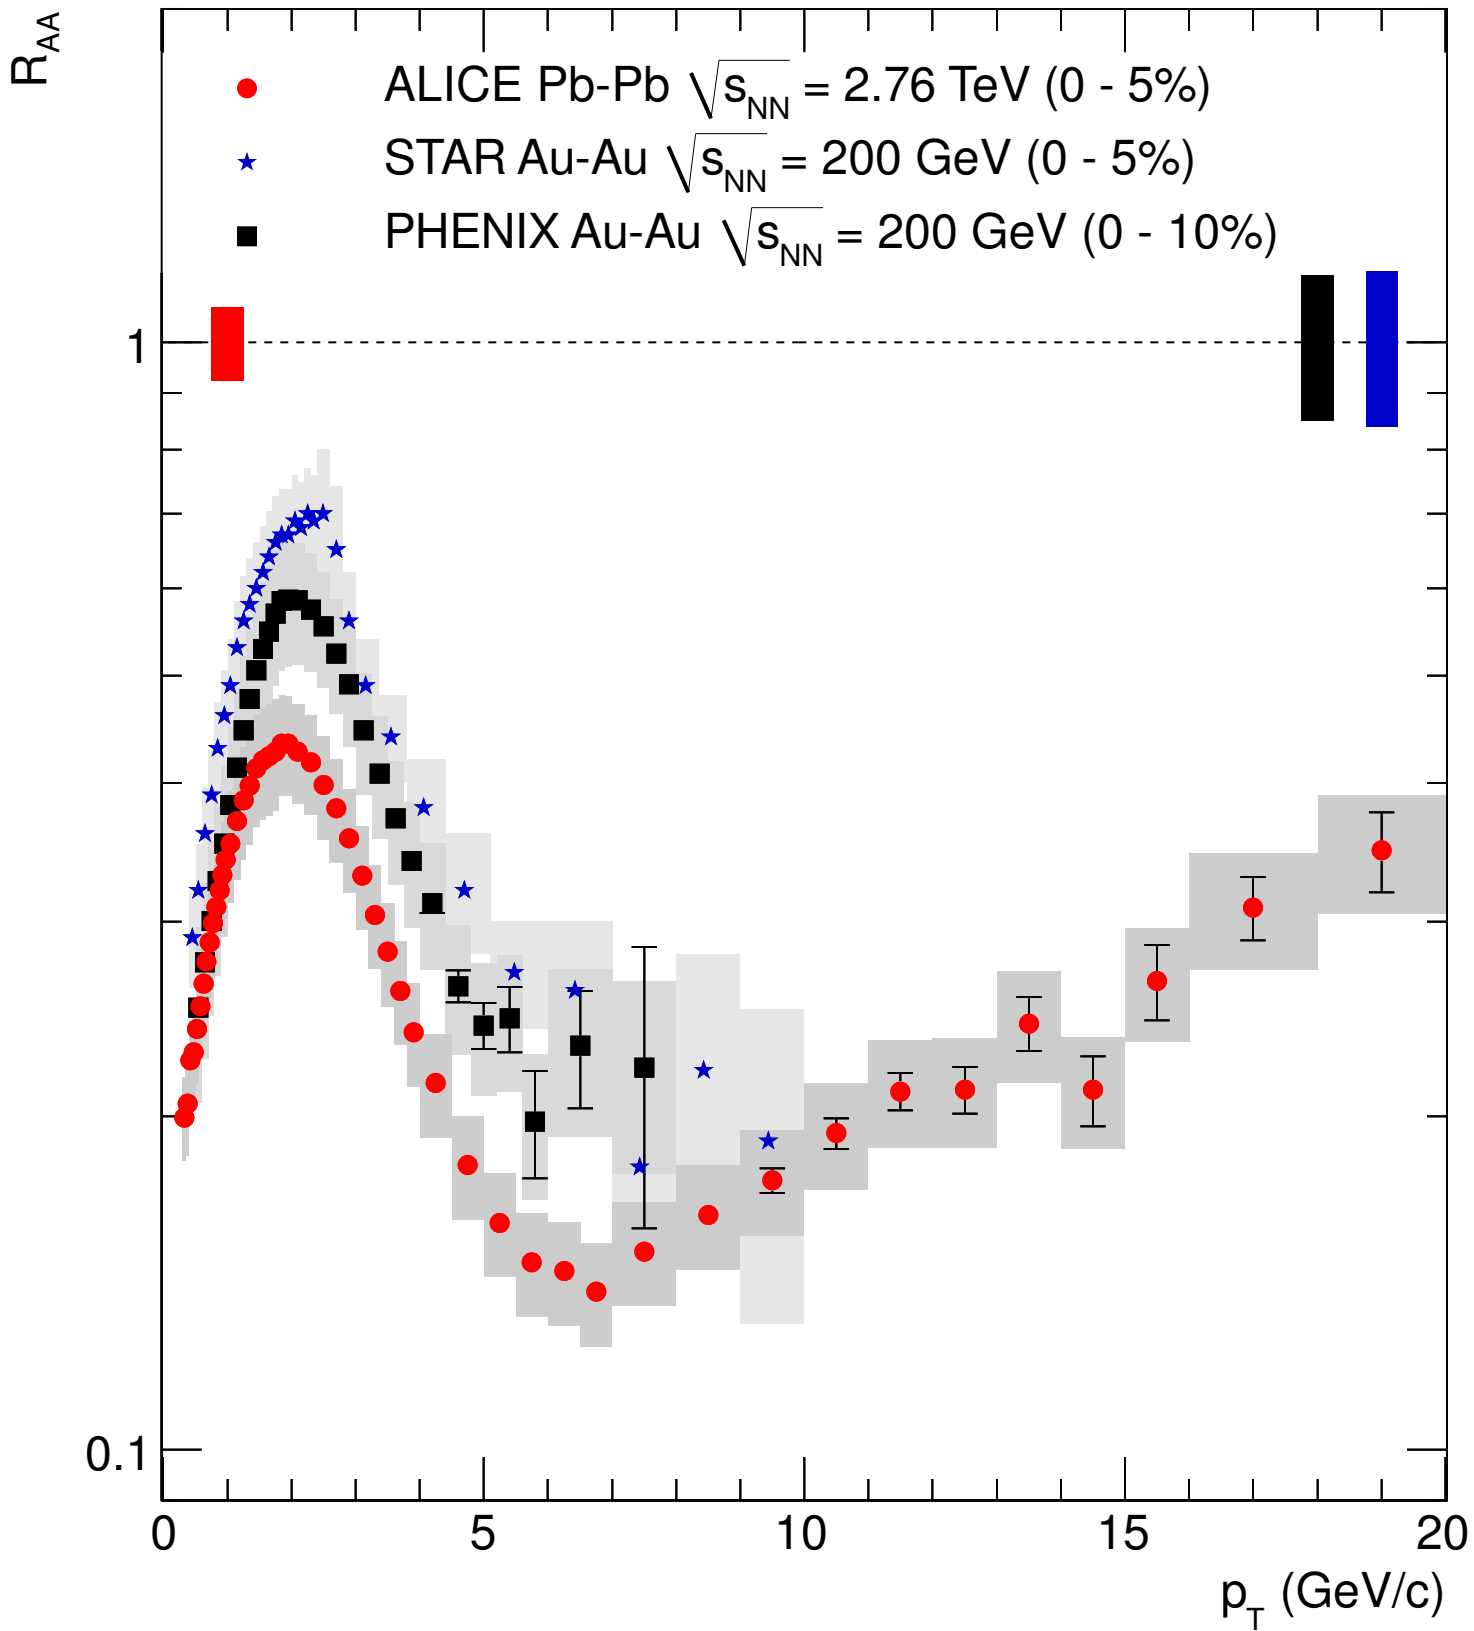 R_AA
ALICE Pb-Pb √s_NN = 2.76 TeV (0 - 5%)
STAR Au-Au √s_NN = 200 GeV (0 - 5%)
PHENIX Au-Au √s_NN = 200 GeV (0 - 10%)
1
0.1
0 5 10 15 20
p_T (GeV/c)